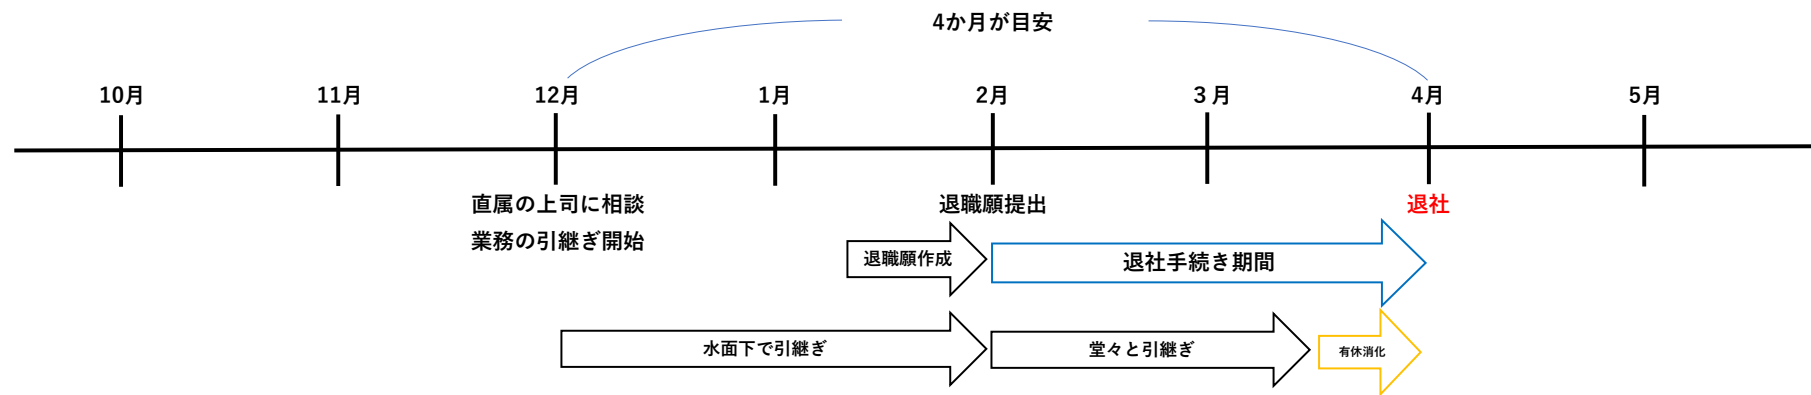 4か月が目安
10月
11月
12月
1月
2月
３月
4月
5月
直属の上司に相談
業務の引継ぎ開始
退職願提出
退社
退職願作成
退社手続き期間
水面下で引継ぎ
堂々と引継ぎ
有休消化